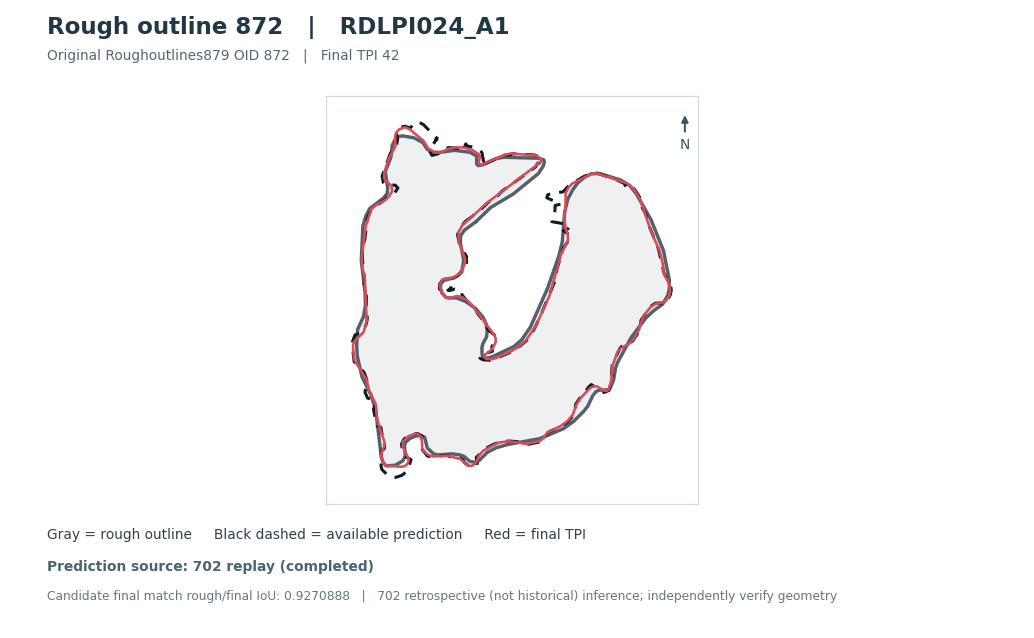 Rough outline 872   |   RDLPI024_A1
Original Roughoutlines879 OID 872   |   Final TPI 42
N
Gray = rough outline     Black dashed = available prediction     Red = final TPI
Prediction source: 702 replay (completed)
Candidate final match rough/final IoU: 0.9270888   |   702 retrospective (not historical) inference; independently verify geometry